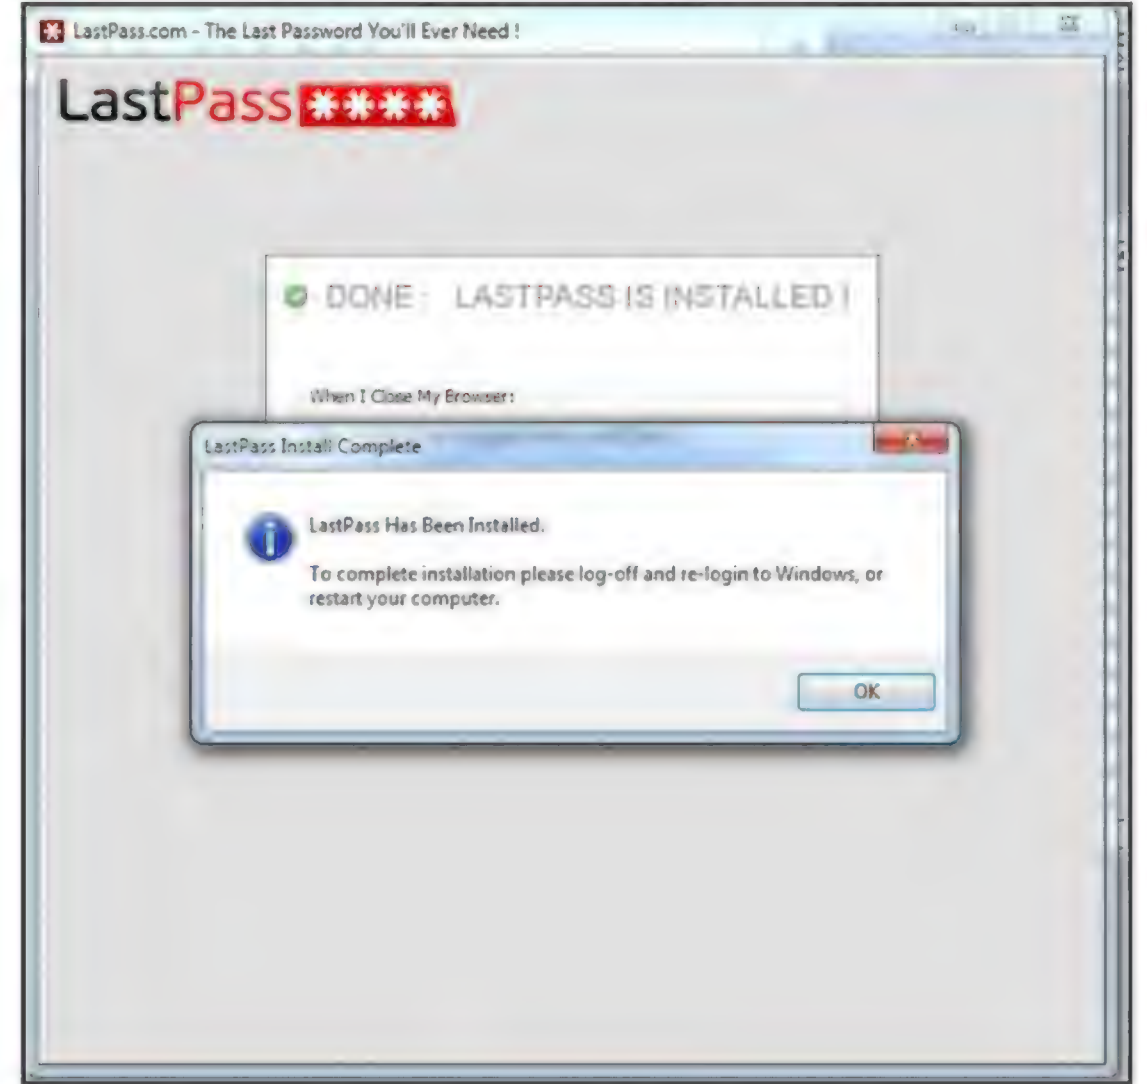 LastPass.com - The Last Password You'll Ever Need !
LastPass ****
DONE : LASTPASS IS INSTALLED !
When I Close My Browser:
LastPass Install Complete
LastPass Has Been Installed.
To complete installation please log-off and re-login to Windows, or
restart your computer.
OK